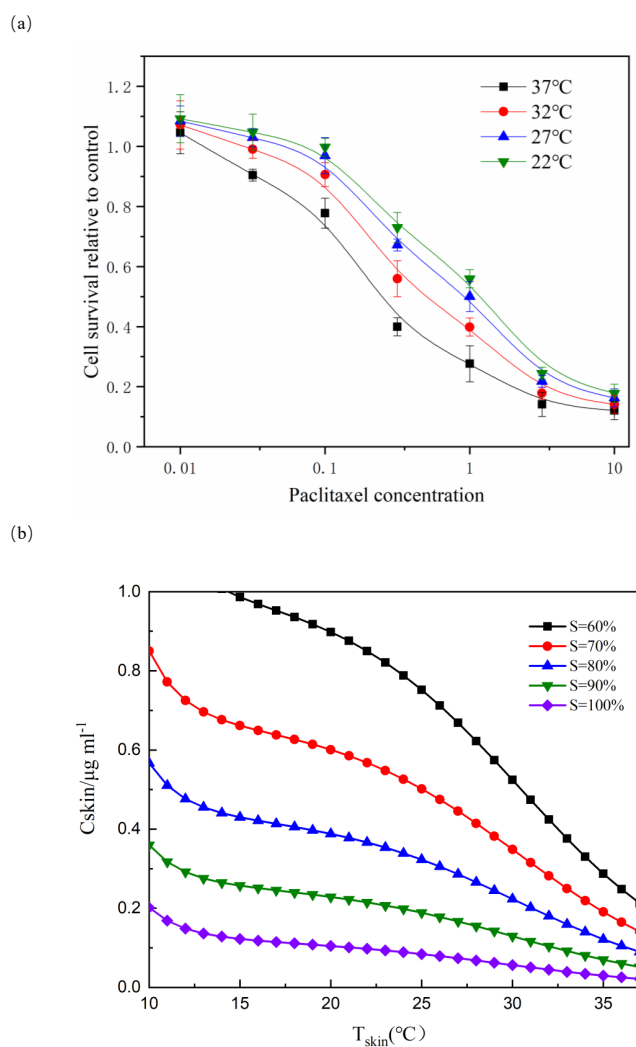 (a)
1.2
1.0
0.8
0.6
0.4
0.2
0.0
Cell survival relative to control
37℃
32℃
27℃
22℃
0.01
0.1
1
10
Paclitaxel concentration
(b)
1.0
0.8
0.6
0.4
0.2
0.0
Cskin/μg ml-1
S=60%
S=70%
S=80%
S=90%
S=100%
10
15
20
25
30
35
Tskin(℃)